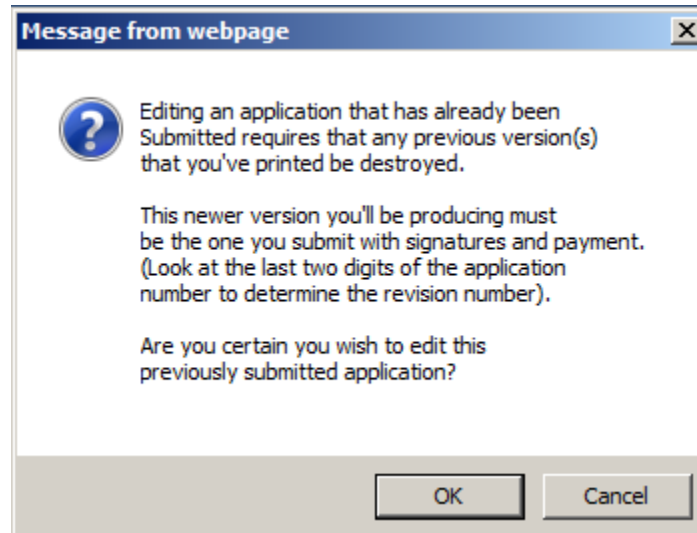 Message from webpage
Editing an application that has already been
Submitted requires that any previous version(s)
that you've printed be destroyed.
This newer version you'll be producing must
be the one you submit with signatures and payment.
(Look at the last two digits of the application
number to determine the revision number).
Are you certain you wish to edit this
previously submitted application?
OK
Cancel